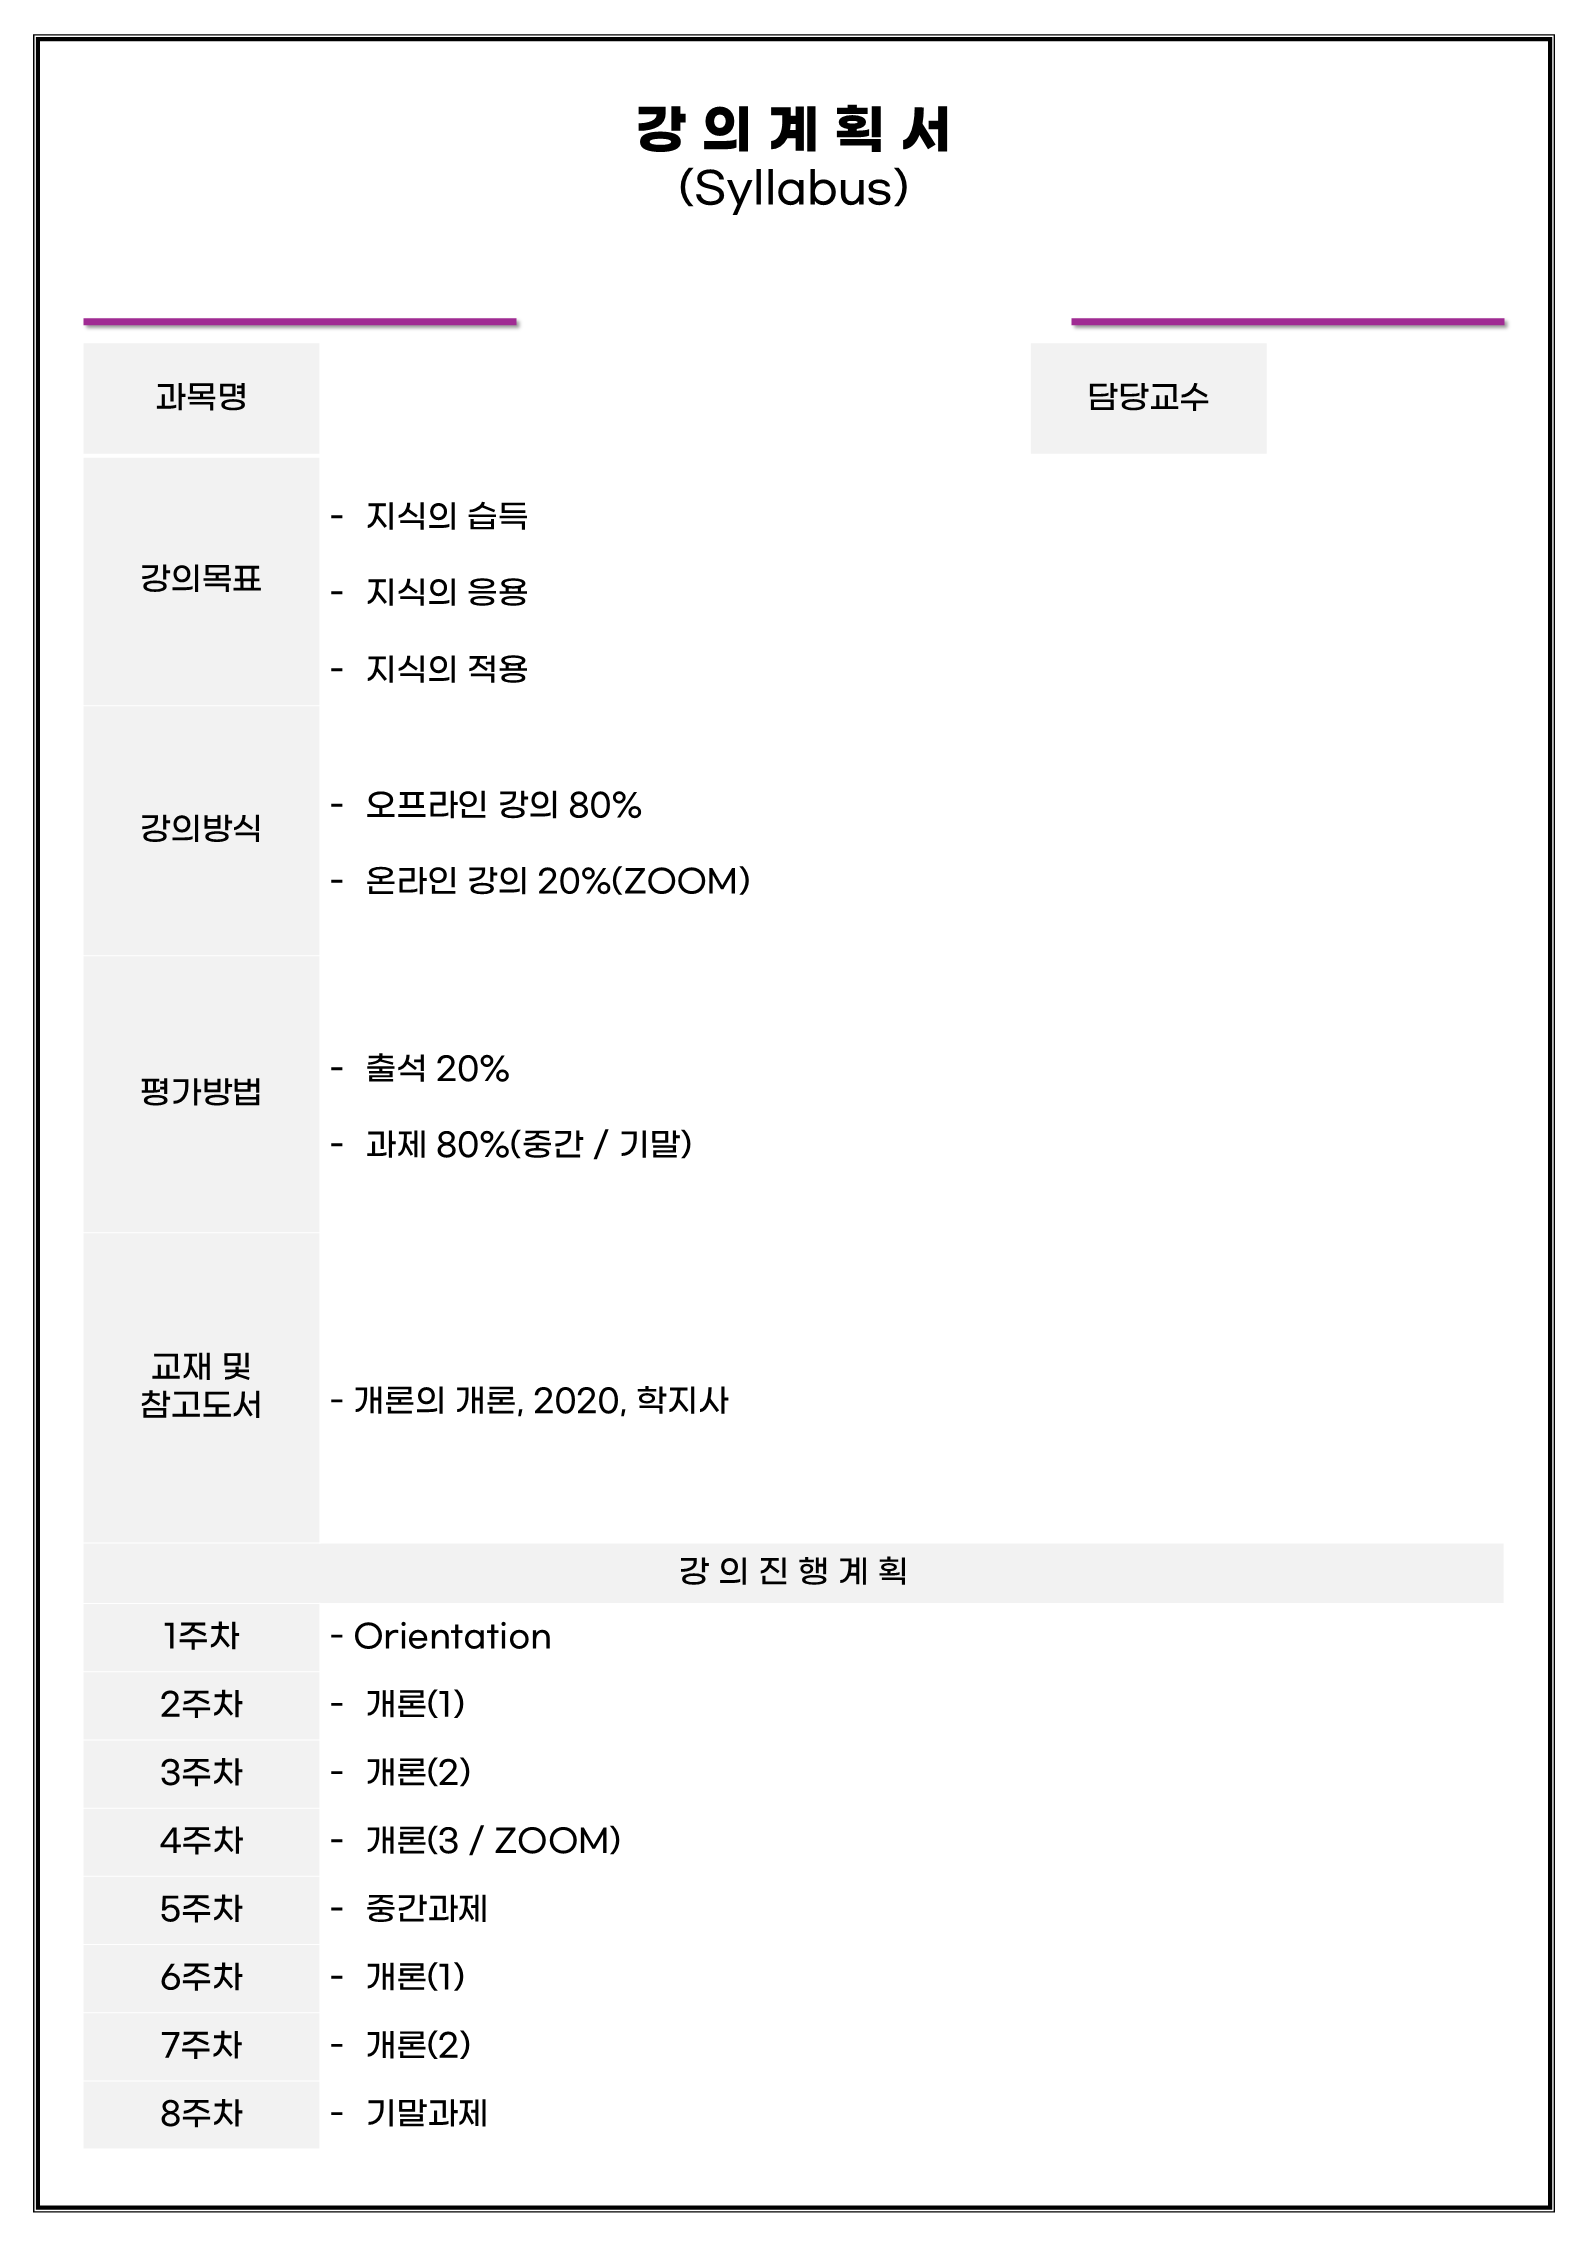 강 의 계 획 서
(Syllabus)
과목명
담당교수
강의목표
- 지식의 습득
- 지식의 응용
- 지식의 적용
강의방식
- 오프라인 강의 80%
- 온라인 강의 20%(ZOOM)
평가방법
- 출석 20%
- 과제 80%(중간 / 기말)
교재 및
참고도서
- 개론의 개론, 2020, 학지사
강 의 진 행 계 획
1주차 - Orientation
2주차 - 개론(1)
3주차 - 개론(2)
4주차 - 개론(3 / ZOOM)
5주차 - 중간과제
6주차 - 개론(1)
7주차 - 개론(2)
8주차 - 기말과제